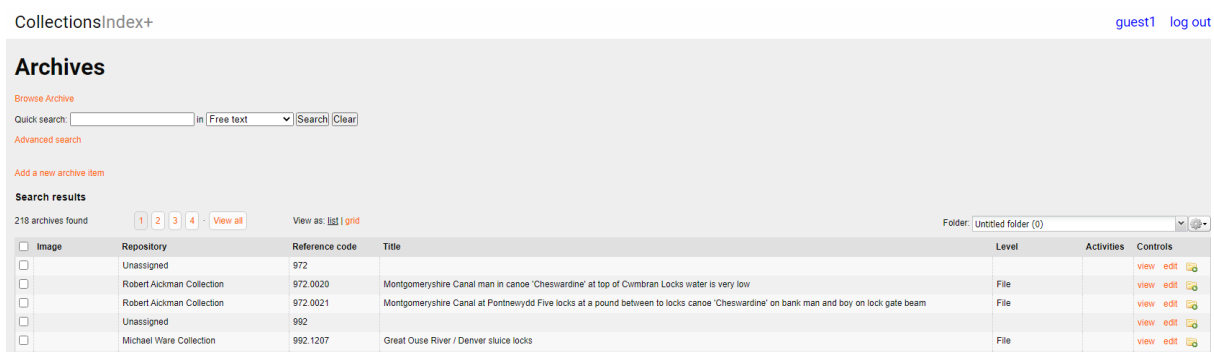 CollectionsIndex+ guest1 log out
Archives
Browse Archive
Quick search: in Free text Search Clear
Advanced search
Add a new archive item
Search results
218 archives found 1 2 3 4 - View all View as: list | grid Folder: Untitled folder (0)
Image Repository Reference code Title Level Activities Controls
Unassigned 972 view edit
Robert Aickman Collection 972.0020 Montgomeryshire Canal man in canoe 'Cheswardine' at top of Cwmbran Locks water is very low File view edit
Robert Aickman Collection 972.0021 Montgomeryshire Canal at Pontnewydd Five locks at a pound between to locks canoe 'Cheswardine' on bank man and boy on lock gate beam File view edit
Unassigned 992 view edit
Michael Ware Collection 992.1207 Great Ouse River / Denver sluice locks File view edit